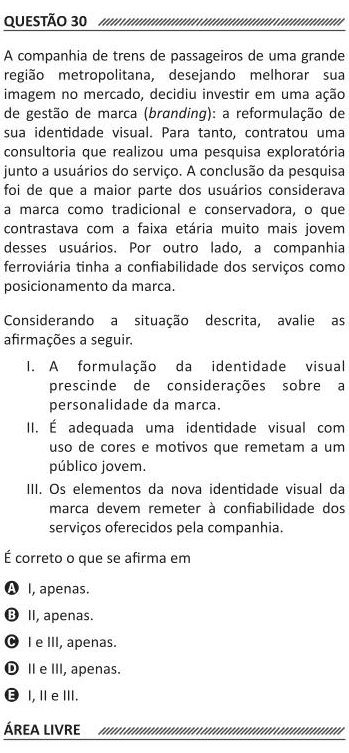 QUESTÃO 30
A companhia de trens de passageiros de uma grande
região metropolitana, desejando melhorar sua
imagem no mercado, decidiu investir em uma ação
de gestão de marca (branding): a reformulação de
sua identidade visual. Para tanto, contratou uma
consultoria que realizou uma pesquisa exploratória
junto a usuários do serviço. A conclusão da pesquisa
foi de que a maior parte dos usuários considerava
a marca como tradicional e conservadora, o que
contrastava com a faixa etária muito mais jovem
desses usuários. Por outro lado, a companhia
ferroviária tinha a confiabilidade dos serviços como
posicionamento da marca.
Considerando a situação descrita, avalie as
afirmações a seguir.
I. A formulação da identidade visual
prescinde de considerações sobre a
personalidade da marca.
II. É adequada uma identidade visual com
uso de cores e motivos que remetam a um
público jovem.
III. Os elementos da nova identidade visual da
marca devem remeter à confiabilidade dos
serviços oferecidos pela companhia.
É correto o que se afirma em
A I, apenas.
B II, apenas.
C I e III, apenas.
D II e III, apenas.
E I, II e III.
ÁREA LIVRE